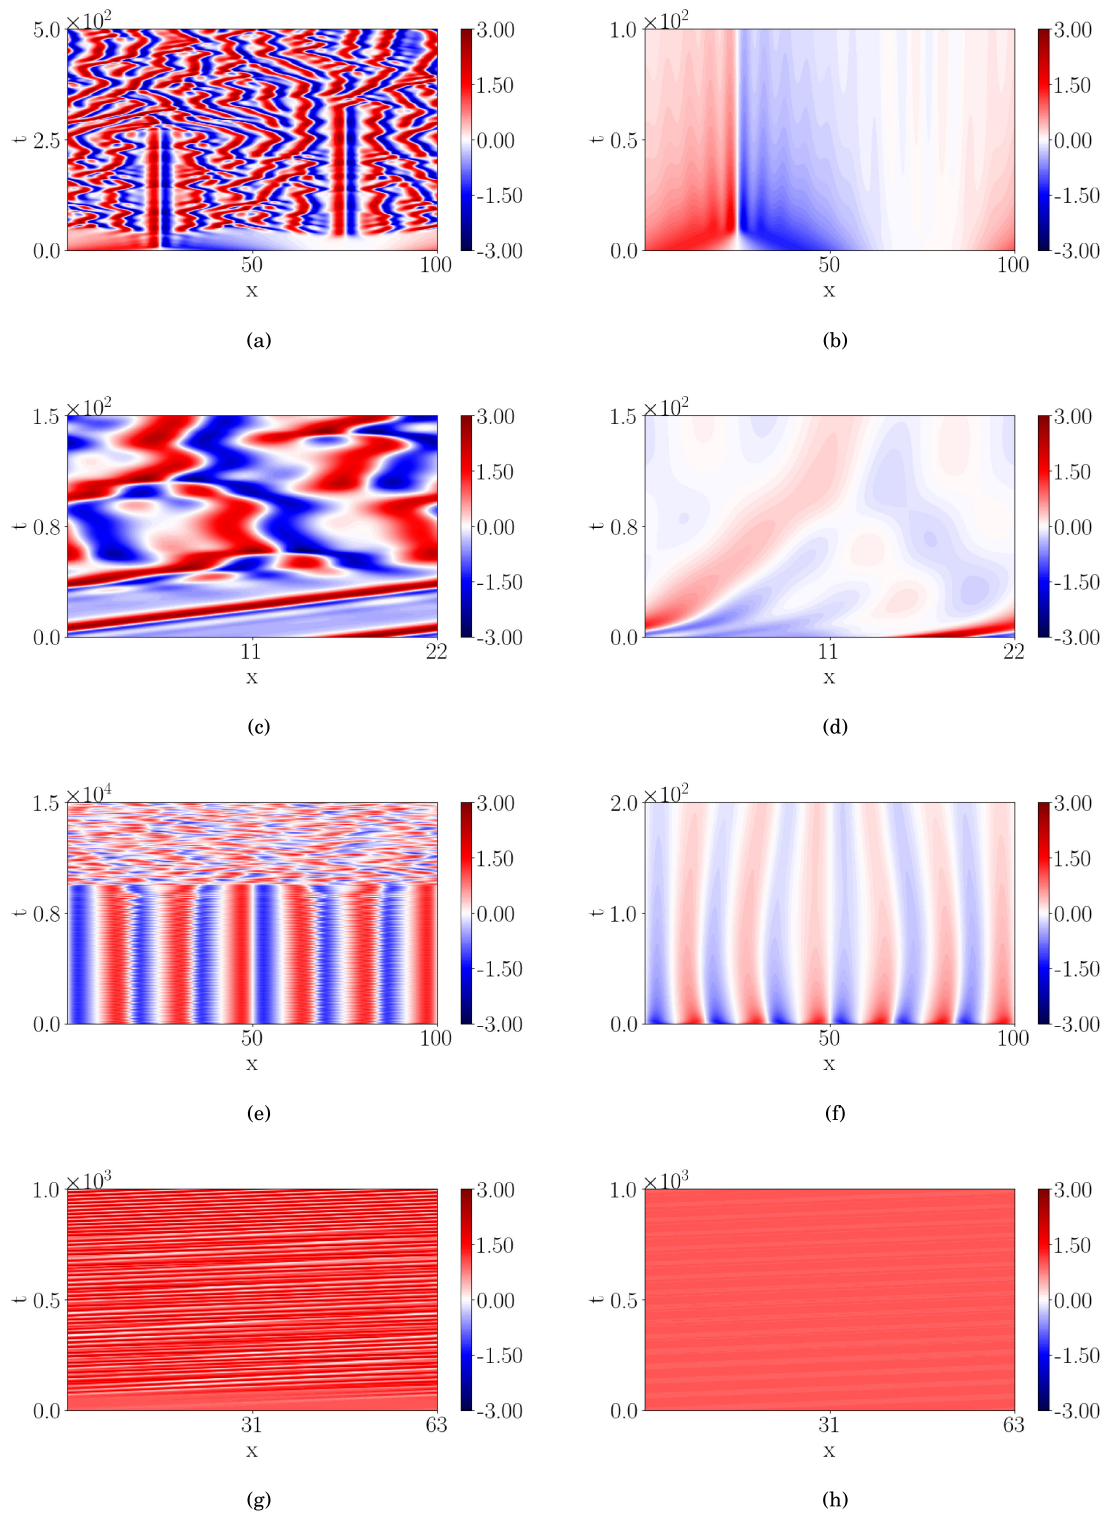 ×10² ×10²
5.0 3.00 1.0 3.00
1.50 1.50
t 2.5 0.00 t 0.5 0.00
-1.50 -1.50
0.0 -3.00 0.0 -3.00
50 100 50 100
x x
(a) (b)
×10² ×10²
1.5 3.00 1.5 3.00
1.50 1.50
t 0.8 0.00 t 0.8 0.00
-1.50 -1.50
0.0 -3.00 0.0 -3.00
11 22 11 22
x x
(c) (d)
×10⁴ ×10²
1.5 3.00 2.0 3.00
1.50 1.50
t 0.8 0.00 t 1.0 0.00
-1.50 -1.50
0.0 -3.00 0.0 -3.00
50 100 50 100
x x
(e) (f)
×10³ ×10³
1.0 3.00 1.0 3.00
1.50 1.50
t 0.5 0.00 t 0.5 0.00
-1.50 -1.50
0.0 -3.00 0.0 -3.00
31 63 31 63
x x
(g) (h)